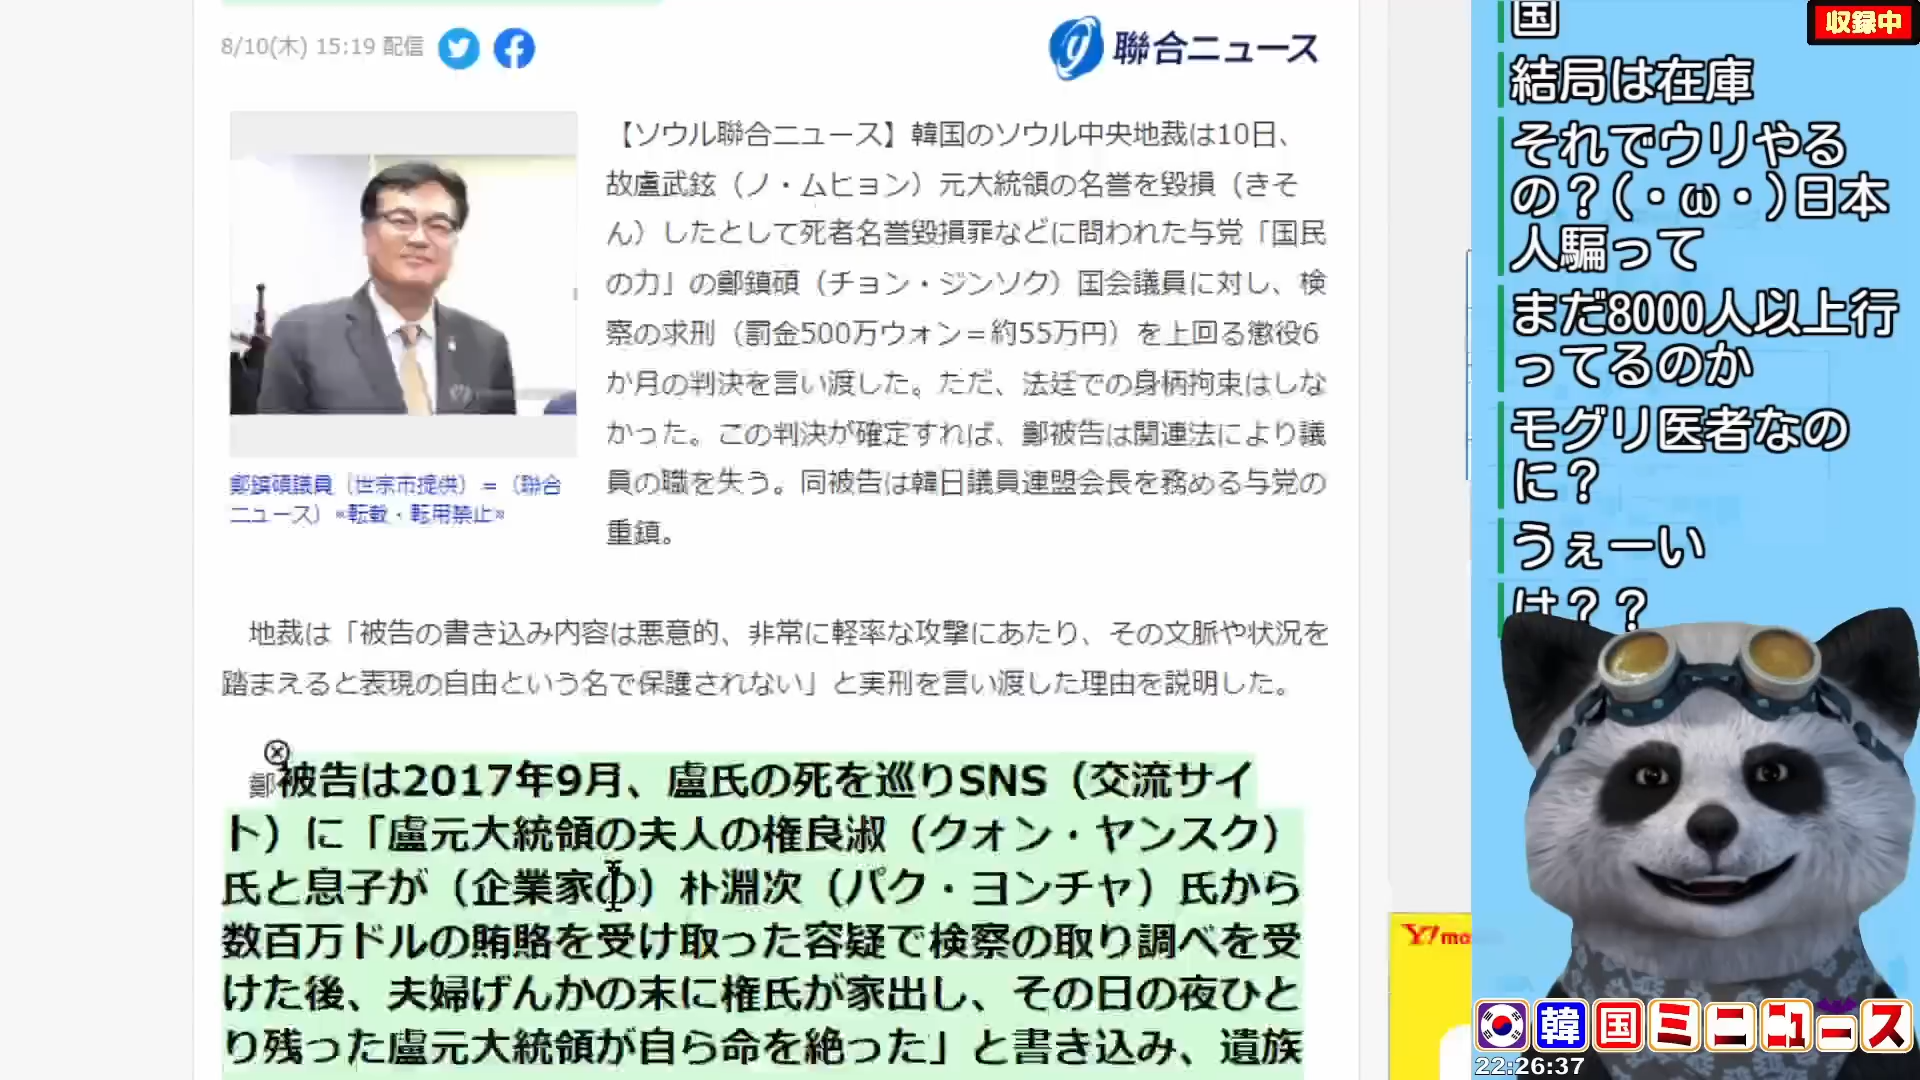 8/10(木) 15:19 配信
聯合ニュース
【ソウル聯合ニュース】韓国のソウル中央地裁は10日、
故盧武鉉（ノ・ムヒョン）元大統領の名誉を毀損（きそ
ん）したとして死者名誉毀損罪などに問われた与党「国民
の力」の鄭鎮碩（チョン・ジンソク）国会議員に対し、検
察の求刑（罰金500万ウォン＝約55万円）を上回る懲役6
か月の判決を言い渡した。ただ、法廷での身柄拘束はしな
かった。この判決が確定すれば、鄭被告は関連法により議
員の職を失う。同被告は韓日議員連盟会長を務める与党の
重鎮。
鄭鎮碩議員（世宗市提供）＝（聯合
ニュース）≪転載・転用禁止≫
地裁は「被告の書き込み内容は悪意的、非常に軽率な攻撃にあたり、その文脈や状況を
踏まえると表現の自由という名で保護されない」と実刑を言い渡した理由を説明した。
鄭被告は2017年9月、盧氏の死を巡りSNS（交流サイ
ト）に「盧元大統領の夫人の権良淑（クォン・ヤンスク）
氏と息子が（企業家の）朴淵次（パク・ヨンチャ）氏から
数百万ドルの賄賂を受け取った容疑で検察の取り調べを受
けた後、夫婦げんかの末に権氏が家出し、その日の夜ひと
り残った盧元大統領が自ら命を絶った」と書き込み、遺族
収録中
国
結局は在庫
それでウリやる
の？(・ω・)日本
人騙って
まだ8000人以上行
ってるのか
モグリ医者なの
に？
うぇーい
は？？
韓国ミニニュース
22:26:37